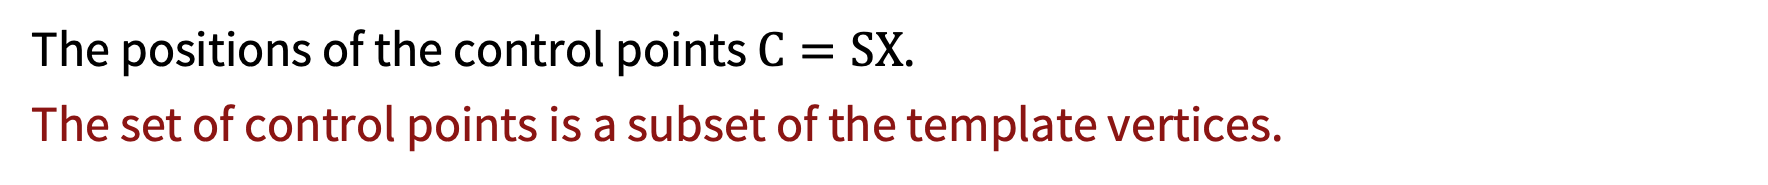 The positions of the control points C = SX.
The set of control points is a subset of the template vertices.